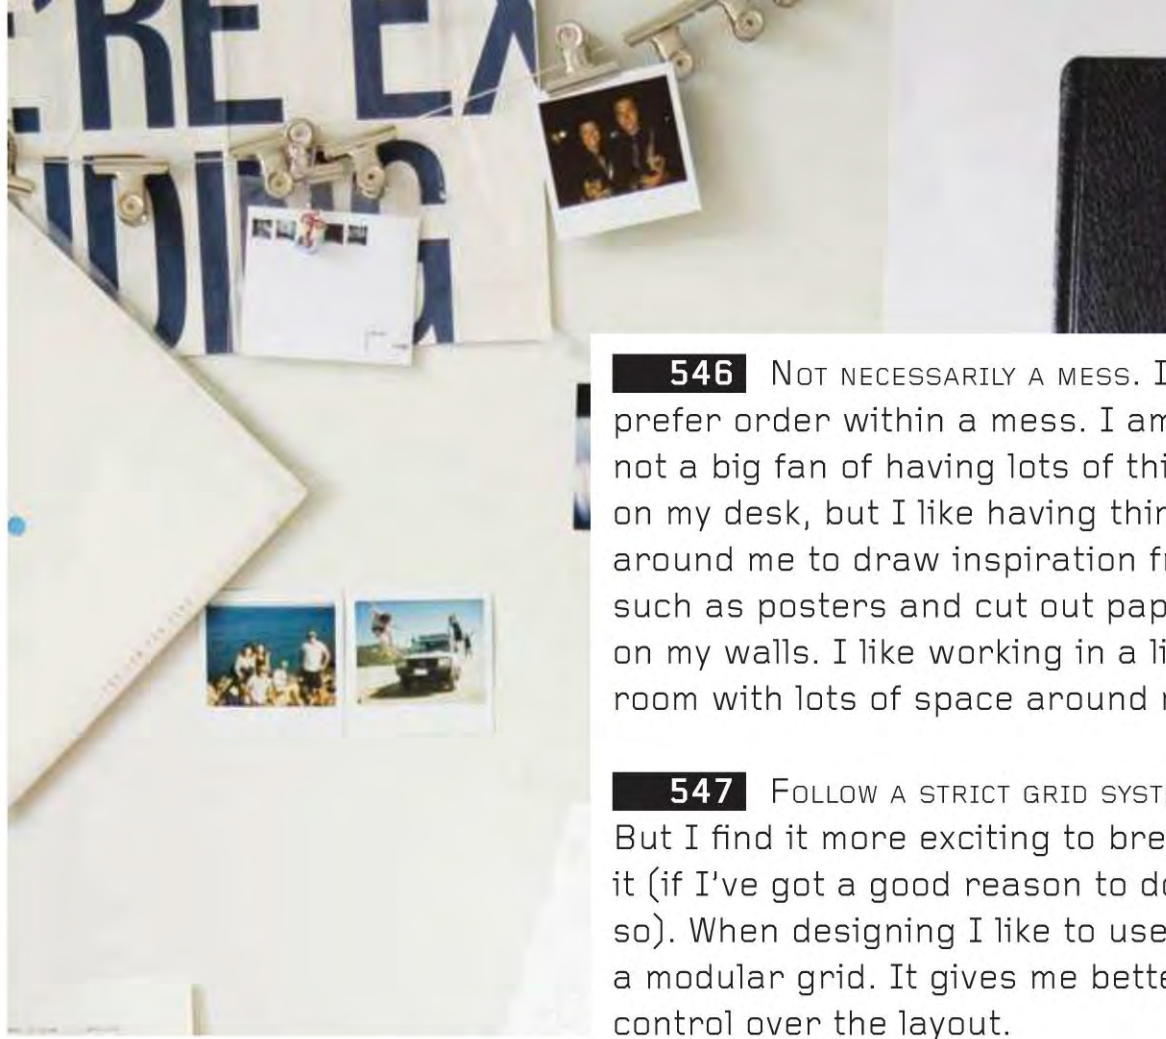 'RE EX
DING
546 NOT NECESSARILY A MESS. I
prefer order within a mess. I am
not a big fan of having lots of thi
on my desk, but I like having thin
around me to draw inspiration fr
such as posters and cut out pap
on my walls. I like working in a li
room with lots of space around
547 FOLLOW A STRICT GRID SYST
But I find it more exciting to bre
it (if I've got a good reason to do
so). When designing I like to use
a modular grid. It gives me bette
control over the layout.